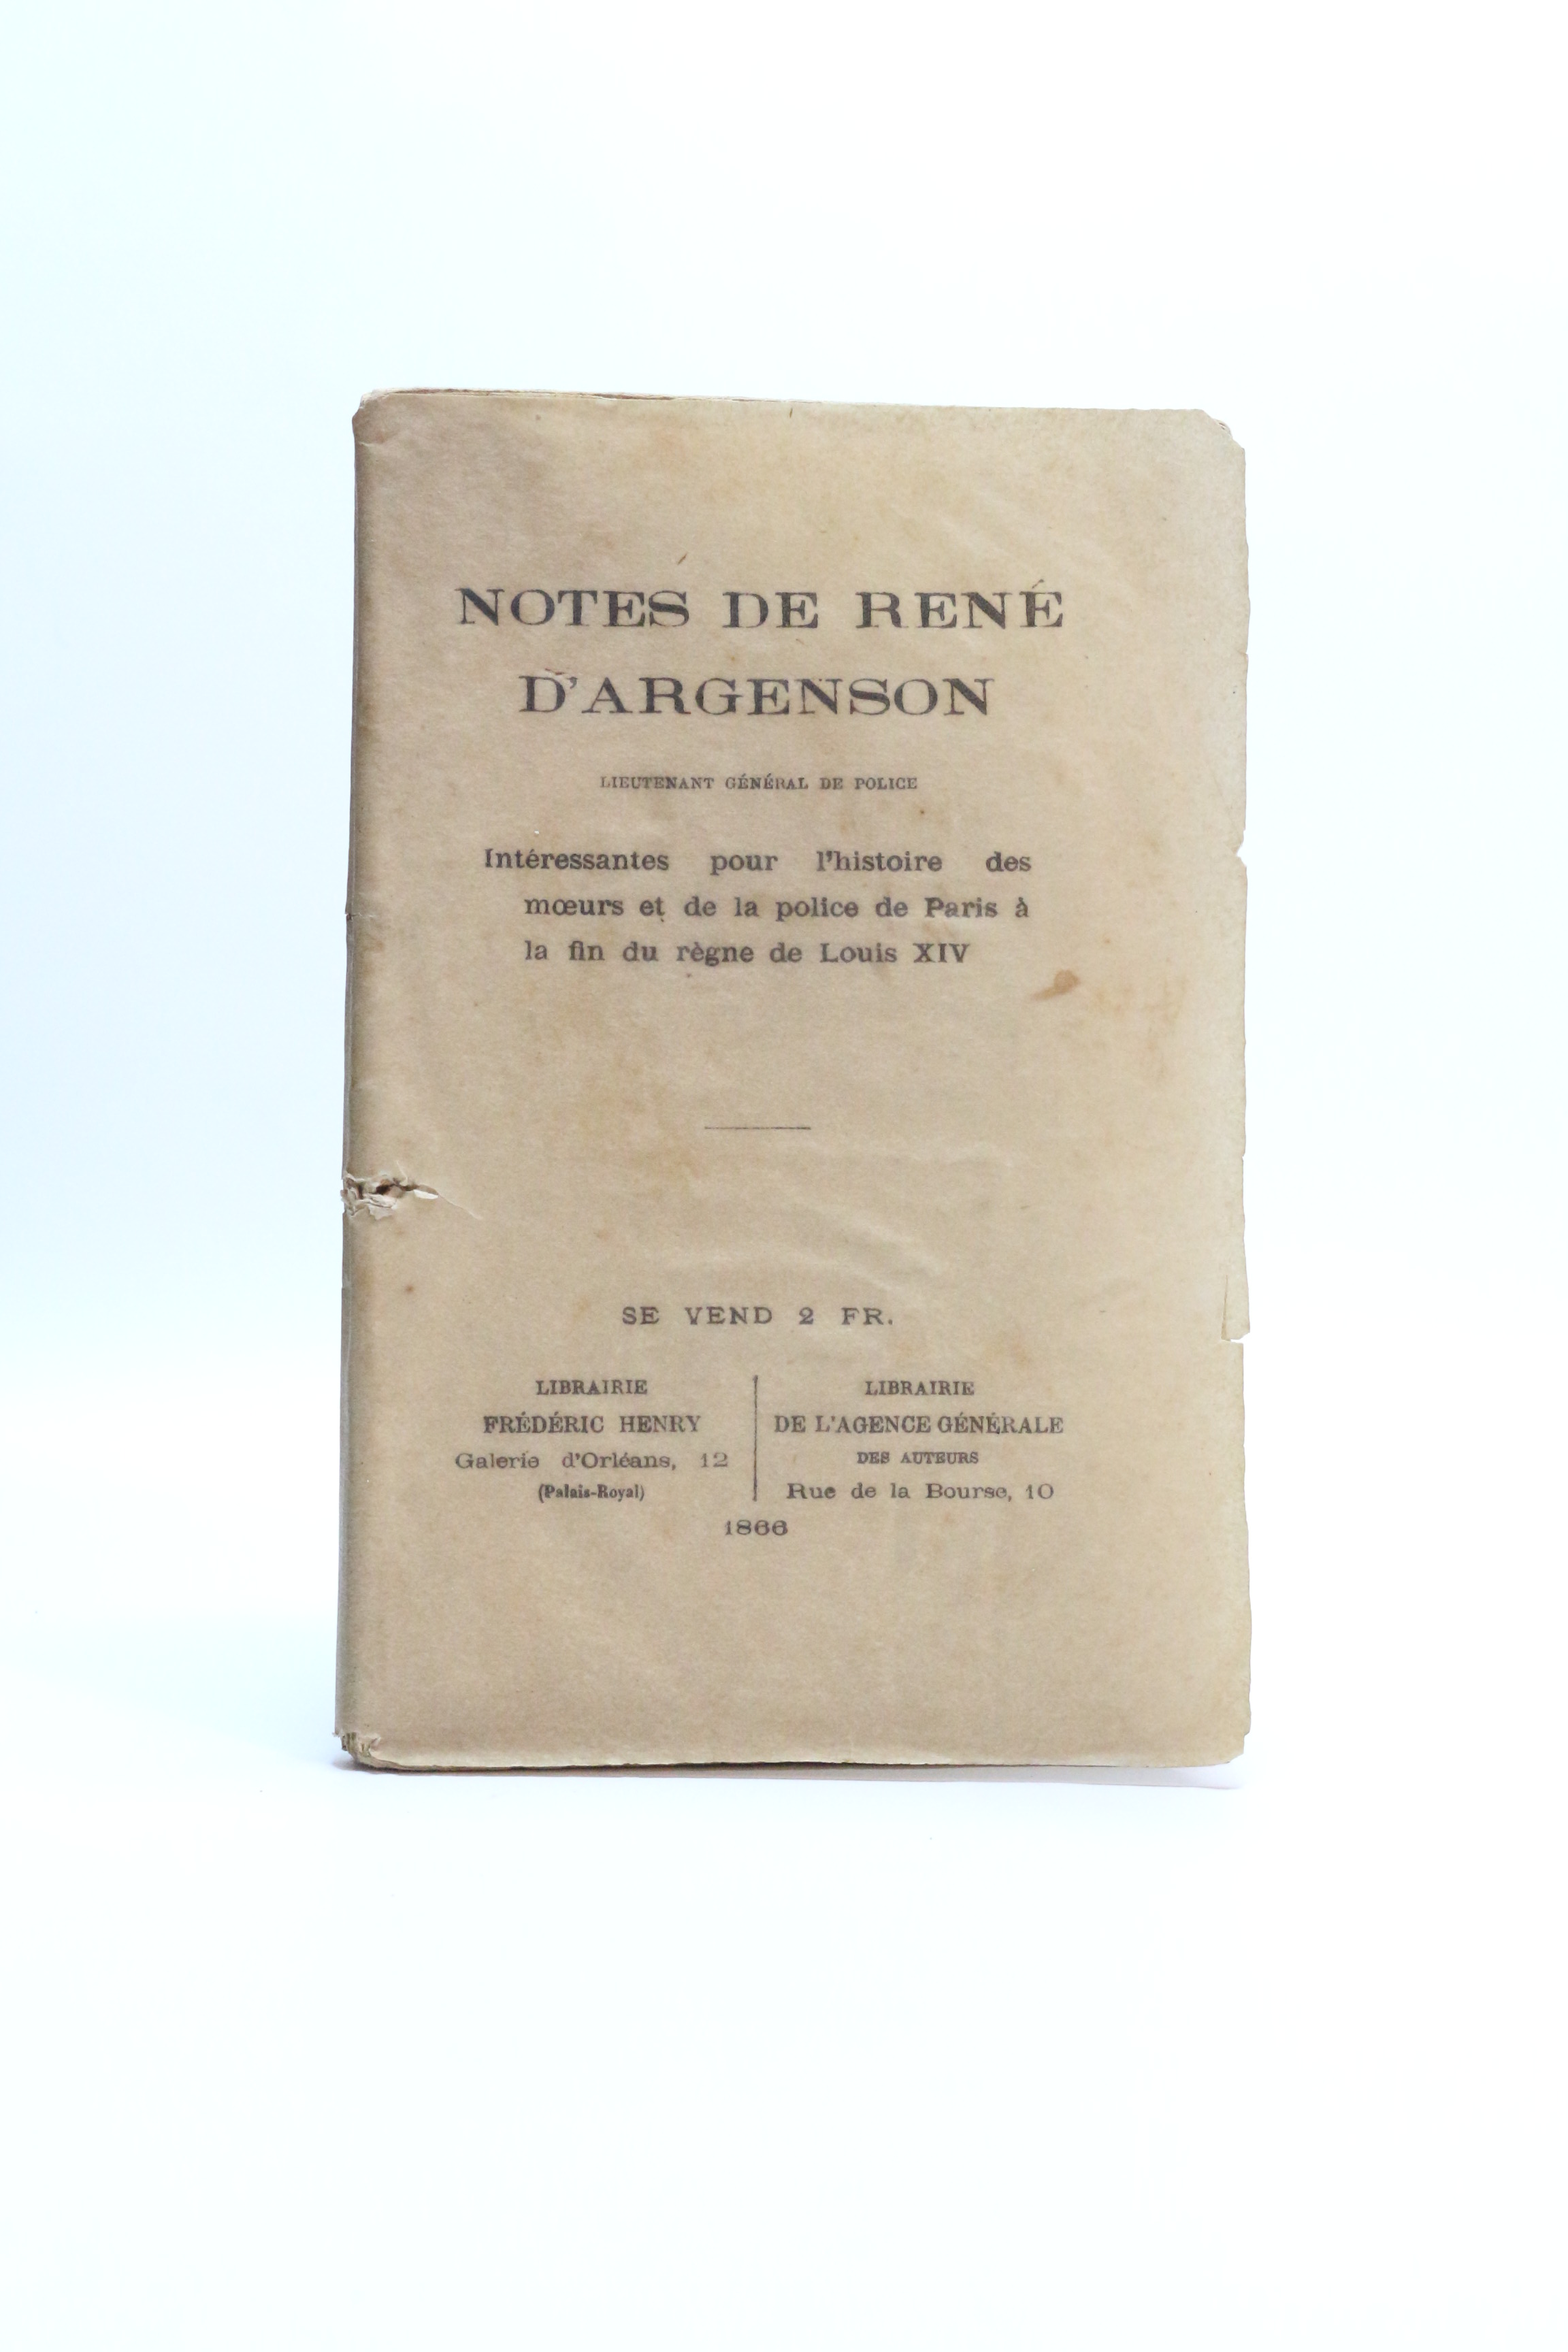 NOTES DE RENÉ
D'ARGENSON
LIEUTENANT GÉNÉRAL DE POLICE
Intéressantes pour l'histoire des
mœurs et de la police de Paris à
la fin du règne de Louis XIV
SE VEND 2 FR.
LIBRAIRIE
FRÉDÉRIC HENRY
Galerie d'Orléans, 12
(Palais-Royal)
LIBRAIRIE
DE L'AGENCE GÉNÉRALE
DES AUTEURS
Rue de la Bourse, 10
1866